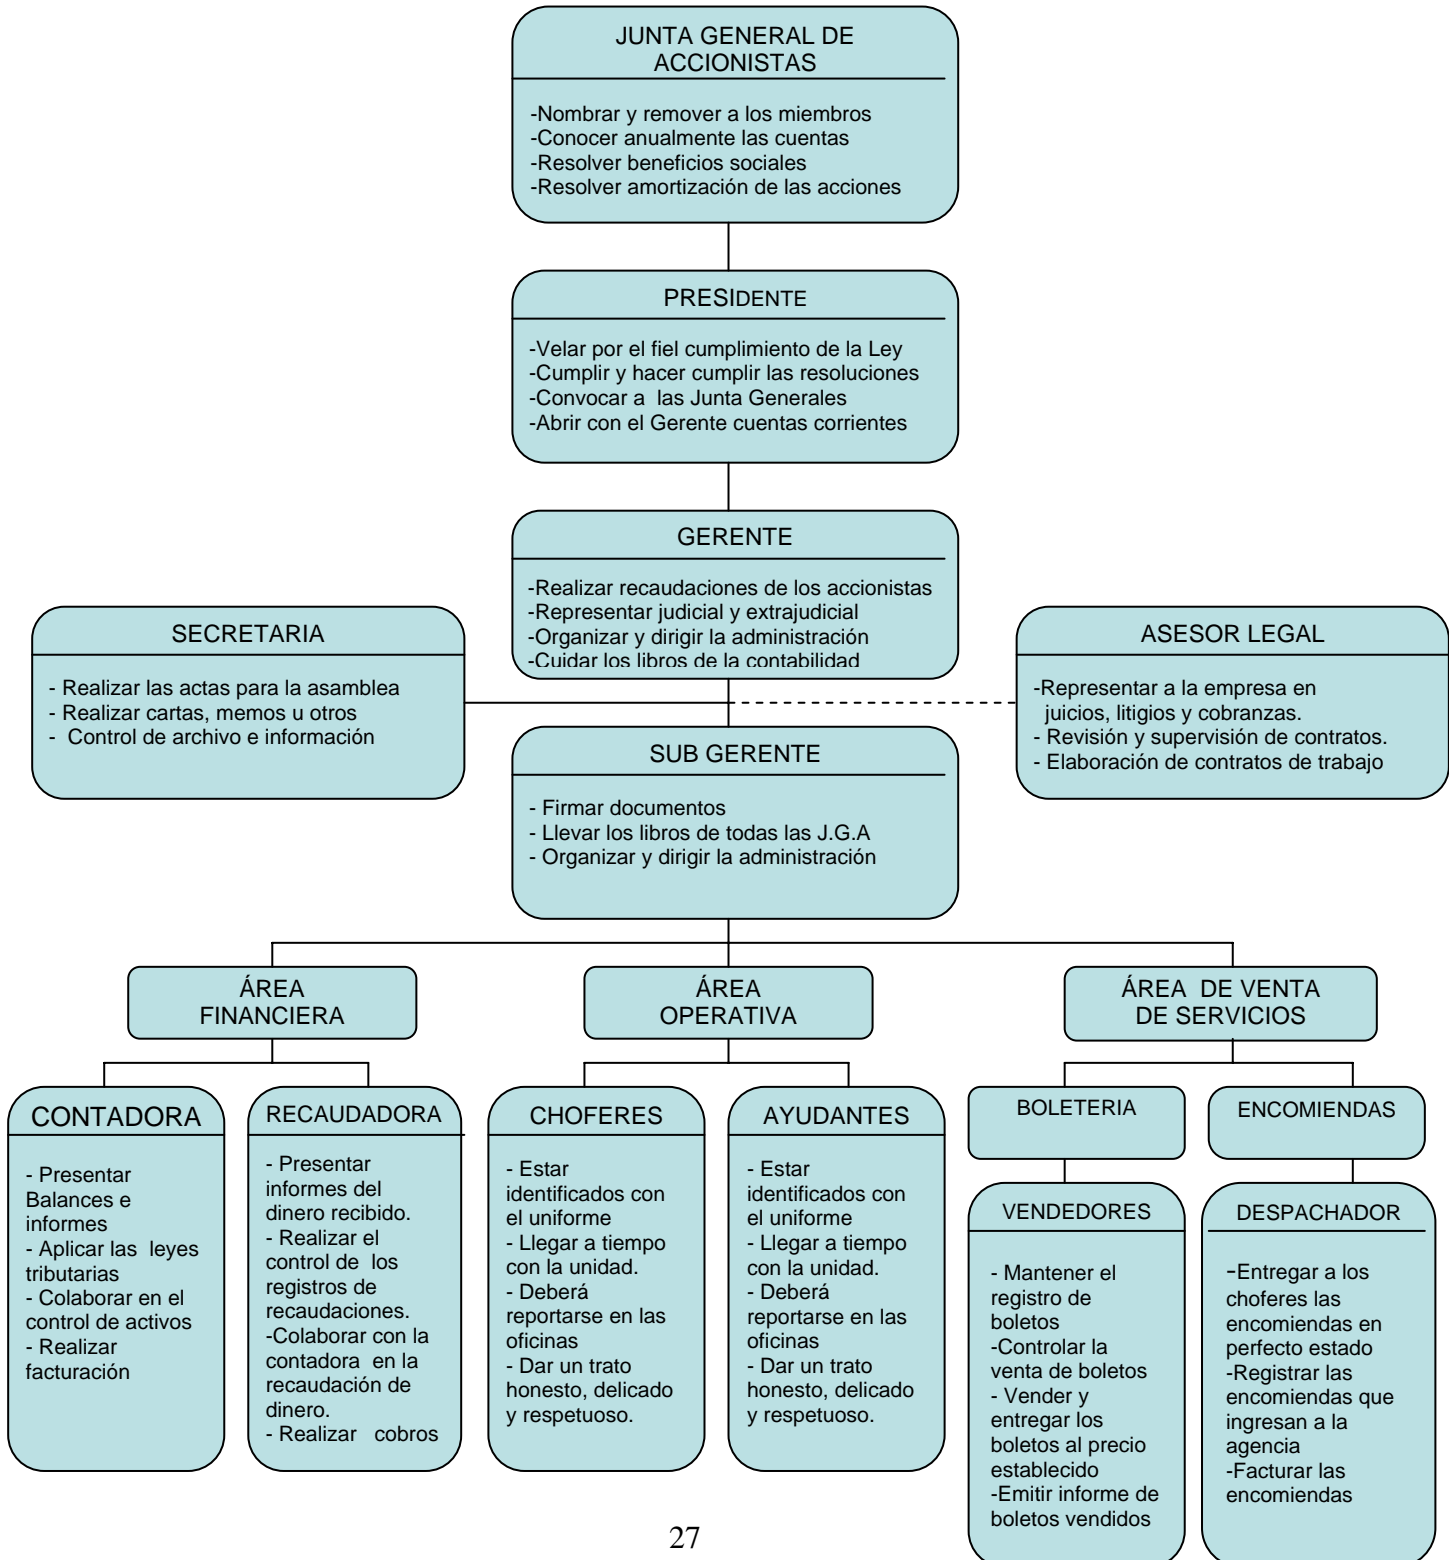 JUNTA GENERAL DE
ACCIONISTAS
-Nombrar y remover a los miembros
-Conocer anualmente las cuentas
-Resolver beneficios sociales
-Resolver amortización de las acciones
PRESIDENTE
-Velar por el fiel cumplimiento de la Ley
-Cumplir y hacer cumplir las resoluciones
-Convocar a  las Junta Generales
-Abrir con el Gerente cuentas corrientes
GERENTE
-Realizar recaudaciones de los accionistas
-Representar judicial y extrajudicial
-Organizar y dirigir la administración
-Cuidar los libros de la contabilidad
SECRETARIA
- Realizar las actas para la asamblea
- Realizar cartas, memos u otros
-  Control de archivo e información
ASESOR LEGAL
-Representar a la empresa en
juicios, litigios y cobranzas.
- Revisión y supervisión de contratos.
- Elaboración de contratos de trabajo
SUB GERENTE
- Firmar documentos
- Llevar los libros de todas las J.G.A
- Organizar y dirigir la administración
ÁREA
FINANCIERA
ÁREA
OPERATIVA
ÁREA  DE VENTA
DE SERVICIOS
CONTADORA
- Presentar
Balances e
informes
- Aplicar las  leyes
tributarias
- Colaborar en el
control de activos
- Realizar
facturación
RECAUDADORA
- Presentar
informes del
dinero recibido.
- Realizar el
control de  los
registros de
recaudaciones.
-Colaborar con la
contadora  en la
recaudación de
dinero.
- Realizar   cobros
CHOFERES
- Estar
identificados con
el uniforme
- Llegar a tiempo
con la unidad.
- Deberá
reportarse en las
oficinas
- Dar un trato
honesto, delicado
y respetuoso.
AYUDANTES
- Estar
identificados con
el uniforme
- Llegar a tiempo
con la unidad.
- Deberá
reportarse en las
oficinas
- Dar un trato
honesto, delicado
y respetuoso.
BOLETERIA
VENDEDORES
- Mantener el
registro de
boletos
-Controlar la
venta de boletos
- Vender y
entregar los
boletos al precio
establecido
-Emitir informe de
boletos vendidos
ENCOMIENDAS
DESPACHADOR
-Entregar a los
choferes las
encomiendas en
perfecto estado
-Registrar las
encomiendas que
ingresan a la
agencia
-Facturar las
encomiendas
27